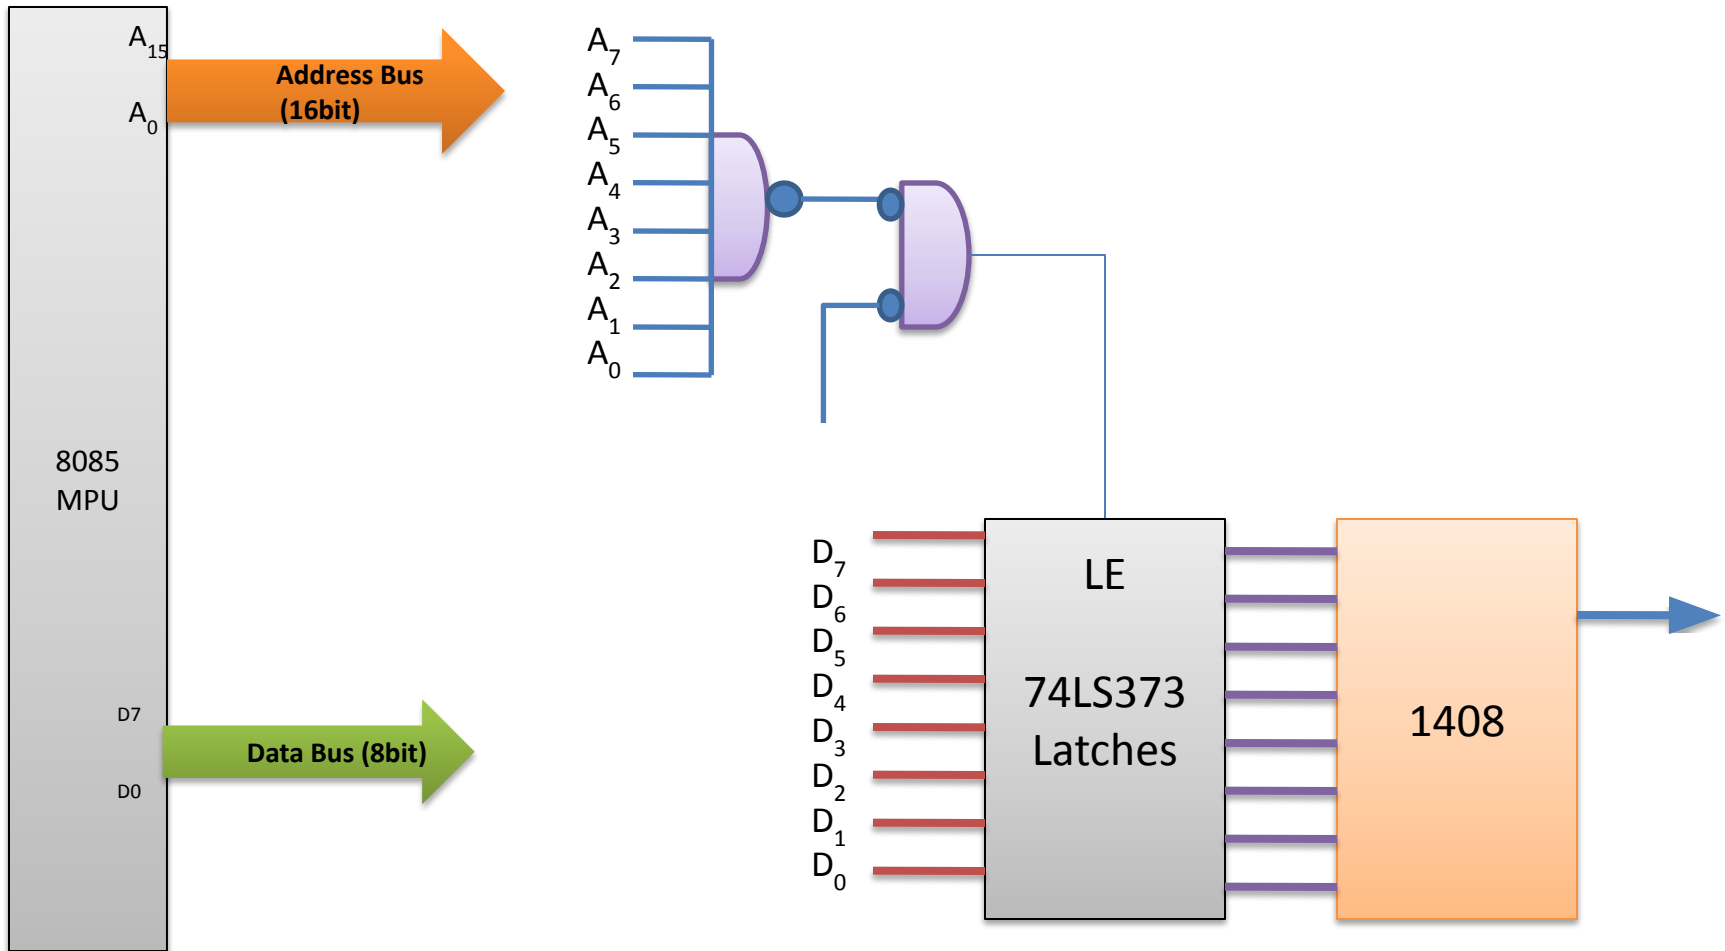 A₁₅
A₀
Address Bus
(16bit)
A₇
A₆
A₅
A₄
A₃
A₂
A₁
A₀
8085
MPU
D7
D0
Data Bus (8bit)
D₇
D₆
D₅
D₄
D₃
D₂
D₁
D₀
LE
74LS373
Latches
1408